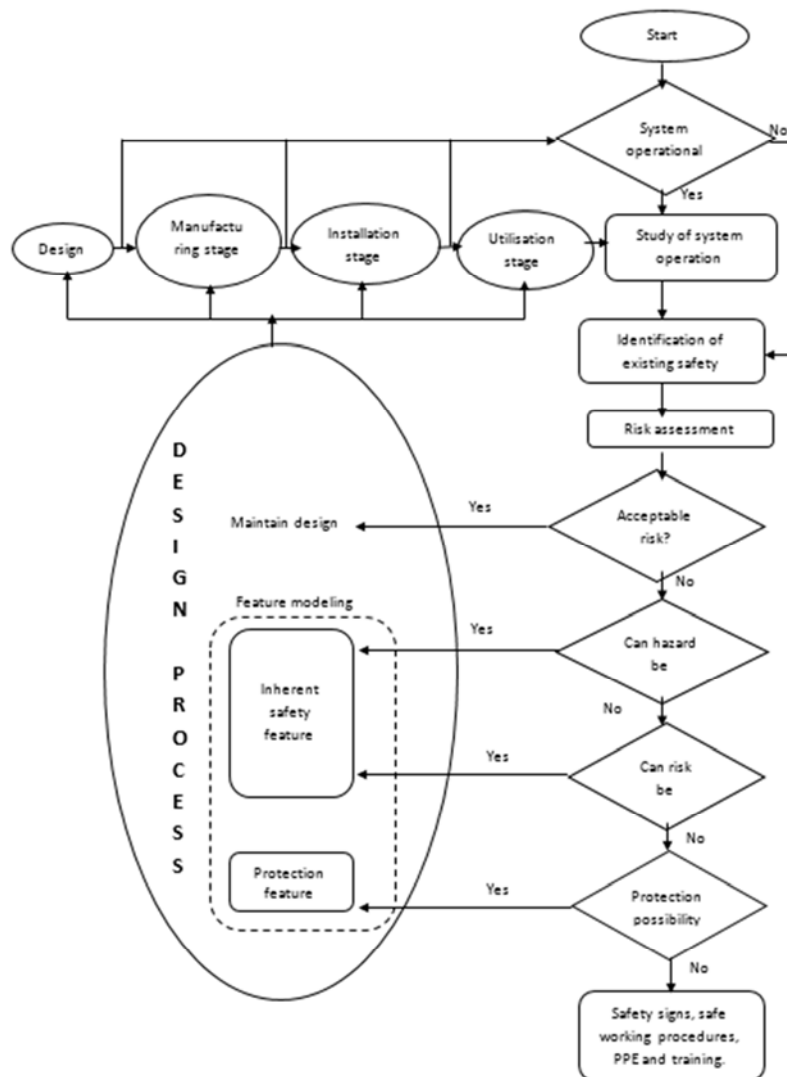 Start
System
operational
No
Yes
Design
Manufactu
ring stage
Installation
stage
Utilisation
stage
Study of system
operation
Identification of
existing safety
Risk assessment
Acceptable
risk?
Yes
Maintain design
No
DESIGN PROCESS
Feature modeling
Inherent
safety
feature
Yes
Can hazard
be
No
Yes
Can risk
be
No
Protection
feature
Yes
Protection
possibility
No
Safety signs, safe
working procedures,
PPE and training.